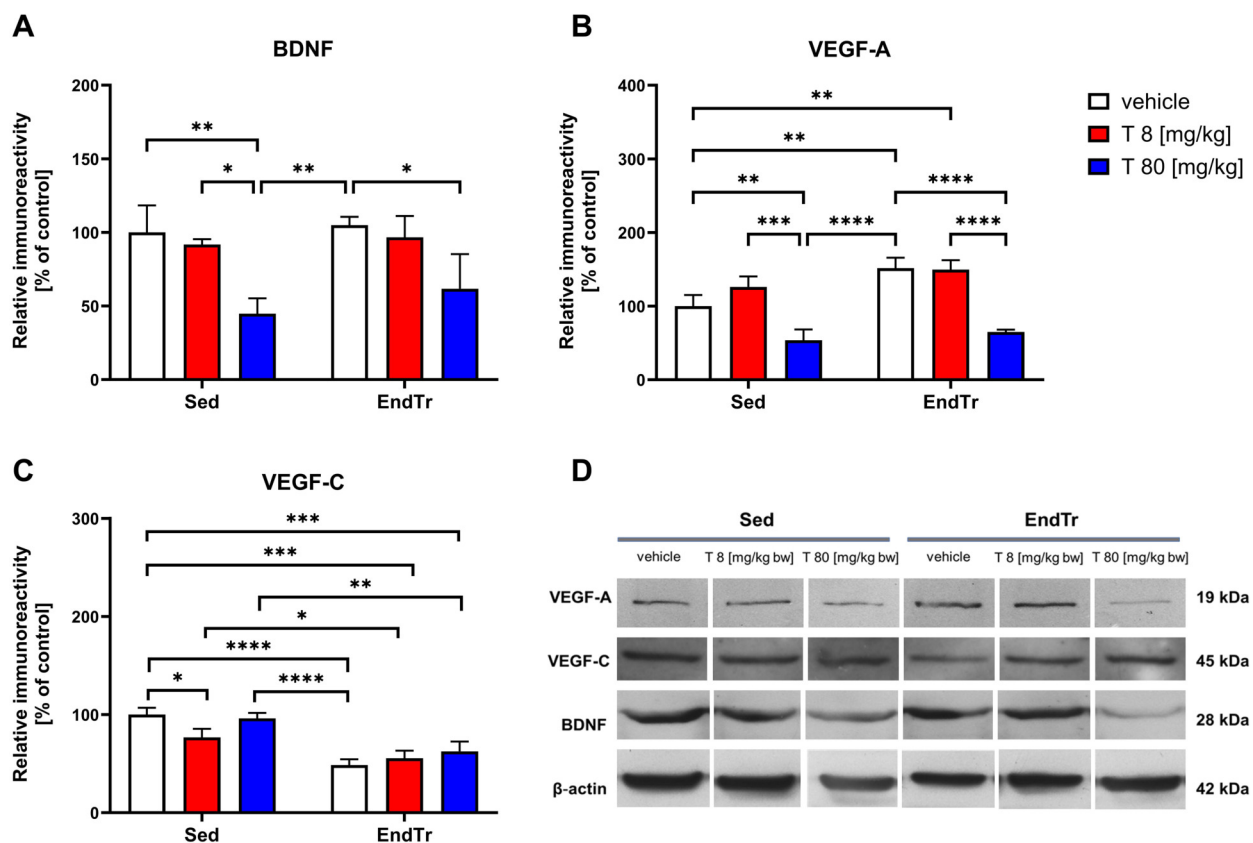 A
BDNF
Relative immunoreactivity
[% of control]
200
150
100
50
0
**
*
**
*
Sed
EndTr
B
VEGF-A
Relative immunoreactivity
[% of control]
400
300
200
100
0
**
**
**
****
***
****
****
Sed
EndTr
vehicle
T 8 [mg/kg]
T 80 [mg/kg]
C
VEGF-C
Relative immunoreactivity
[% of control]
300
200
100
0
***
***
**
*
****
*
****
Sed
EndTr
D
Sed
EndTr
vehicle T 8 [mg/kg bw] T 80 [mg/kg bw] vehicle T 8 [mg/kg bw] T 80 [mg/kg bw]
VEGF-A 19 kDa
VEGF-C 45 kDa
BDNF 28 kDa
β-actin 42 kDa